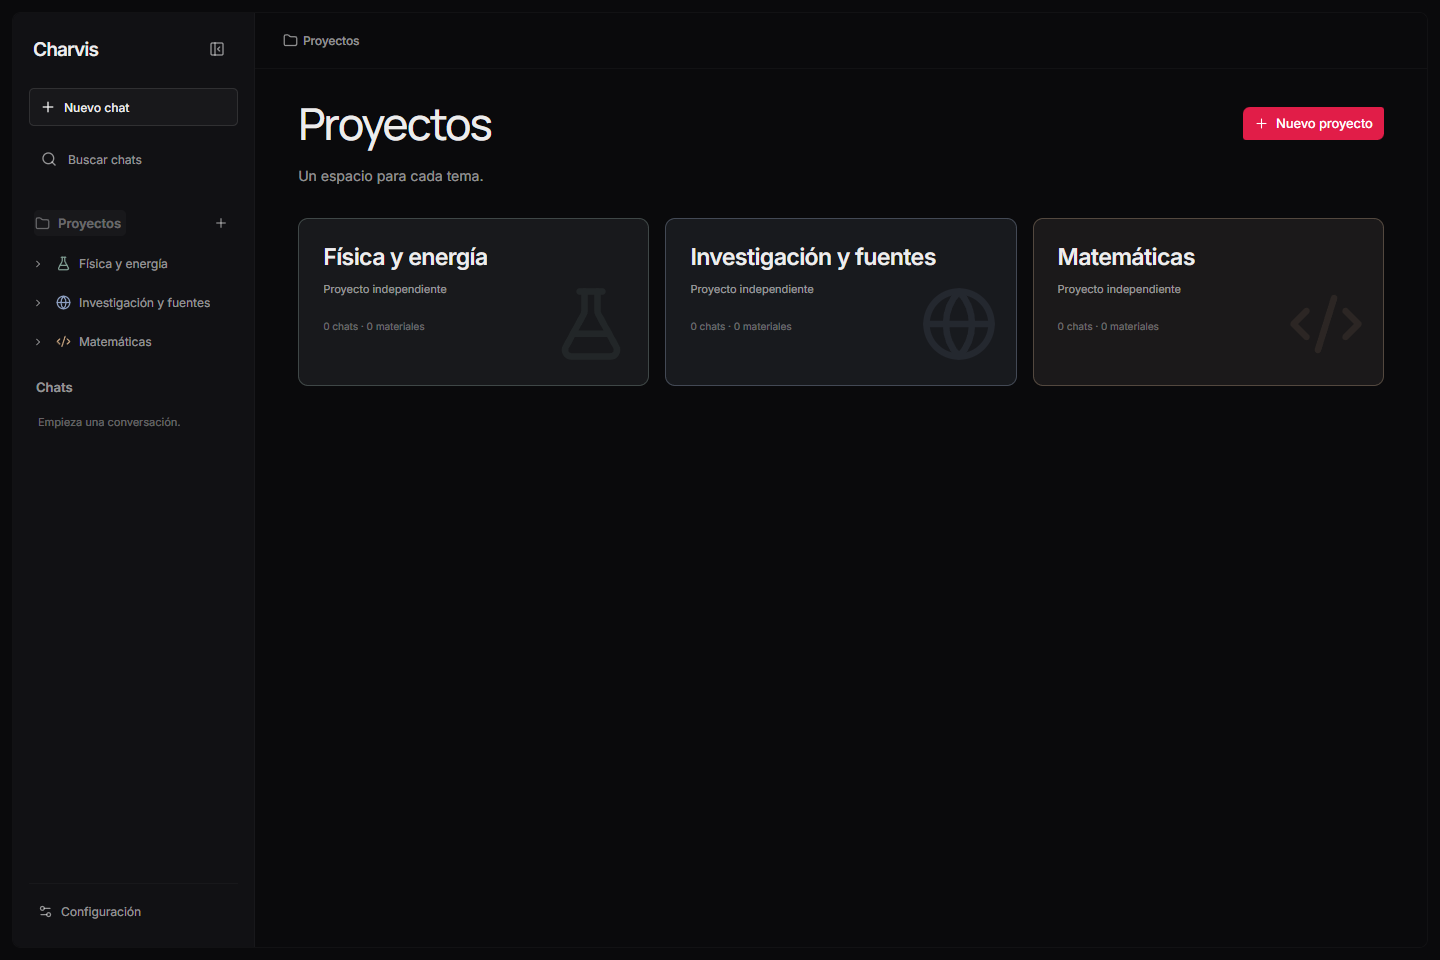 Charvis
Nuevo chat
Buscar chats
Proyectos
Física y energía
Investigación y fuentes
Matemáticas
Chats
Empieza una conversación.
Configuración
Proyectos
Proyectos
Nuevo proyecto
Un espacio para cada tema.
Física y energía
Proyecto independiente
0 chats · 0 materiales
Investigación y fuentes
Proyecto independiente
0 chats · 0 materiales
Matemáticas
Proyecto independiente
0 chats · 0 materiales